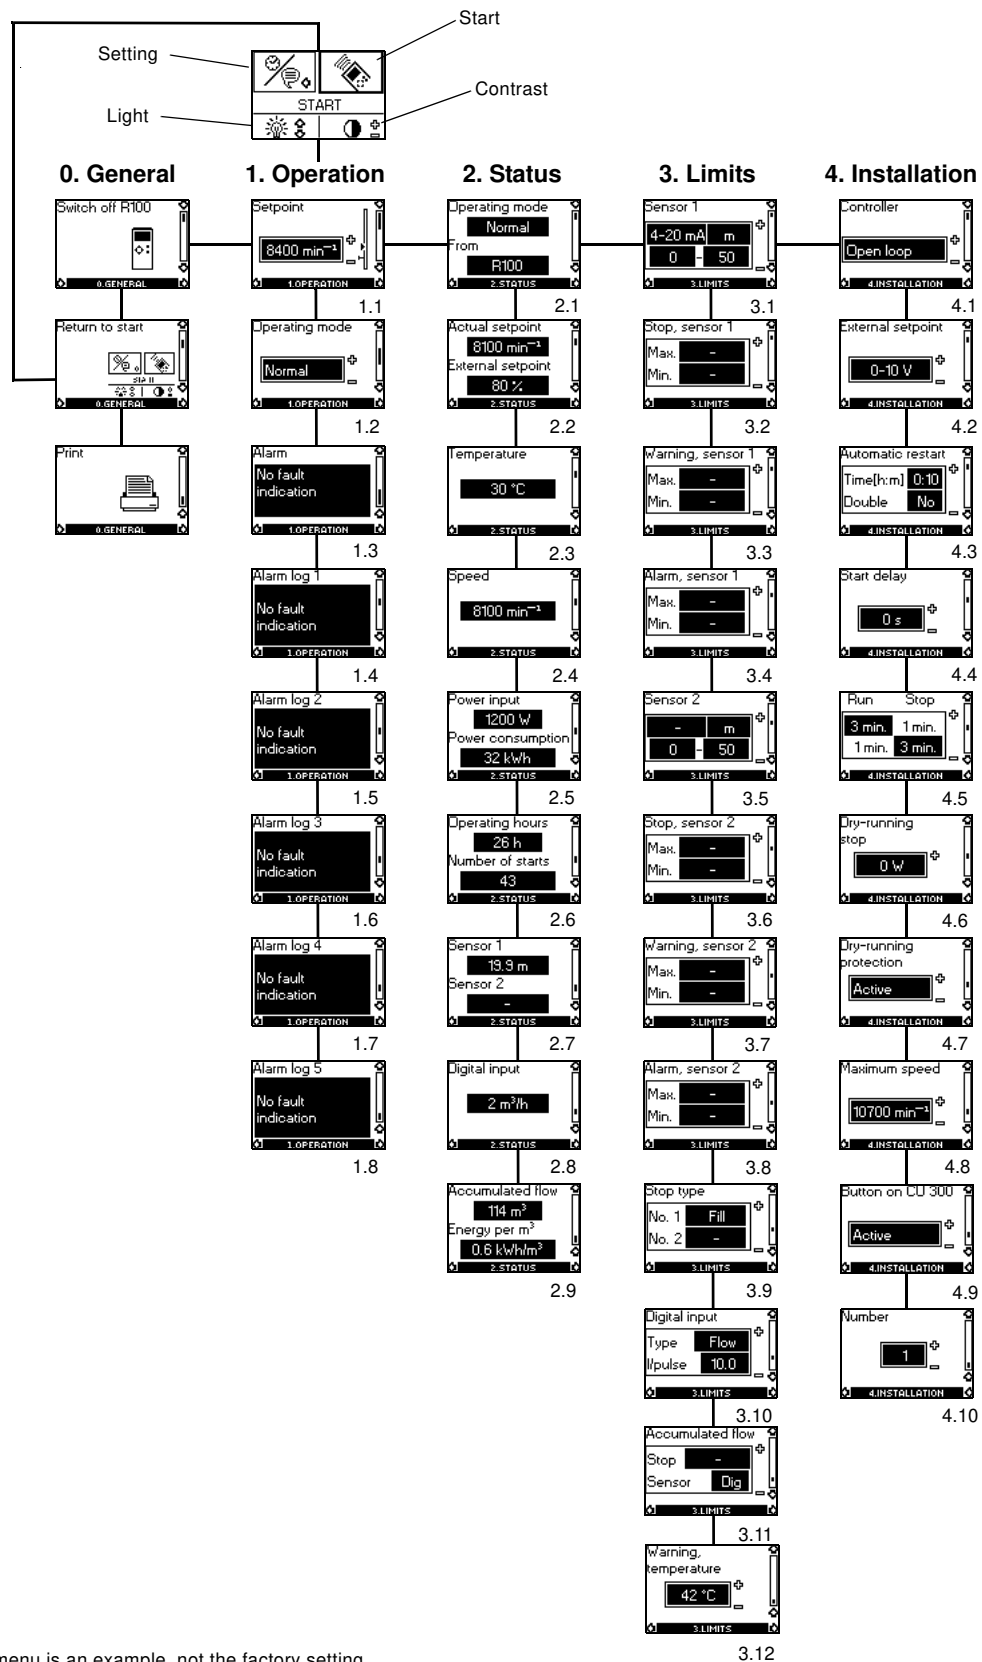 Start
Setting
Contrast
START
Light
0. General
Switch off R100
0.GENERAL
Return to start
START
0.GENERAL
Print
0.GENERAL
1. Operation
Setpoint
8400 min⁻¹
1.OPERATION
1.1
Operating mode
Normal
1.OPERATION
1.2
Alarm
No fault
indication
1.OPERATION
1.3
Alarm log 1
No fault
indication
1.OPERATION
1.4
Alarm log 2
No fault
indication
1.OPERATION
1.5
Alarm log 3
No fault
indication
1.OPERATION
1.6
Alarm log 4
No fault
indication
1.OPERATION
1.7
Alarm log 5
No fault
indication
1.OPERATION
1.8
2. Status
Operating mode
Normal
From
R100
2.STATUS
2.1
Actual setpoint
8100 min⁻¹
External setpoint
80 %
2.STATUS
2.2
Temperature
30 °C
2.STATUS
2.3
Speed
8100 min⁻¹
2.STATUS
2.4
Power input
1200 W
Power consumption
32 kWh
2.STATUS
2.5
Operating hours
26 h
Number of starts
43
2.STATUS
2.6
Sensor 1
19.9 m
Sensor 2
-
2.STATUS
2.7
Digital input
2 m³/h
2.STATUS
2.8
Accumulated flow
114 m³
Energy per m³
0.6 kWh/m³
2.STATUS
2.9
3. Limits
Sensor 1
4-20 mA m
0 - 50
3.LIMITS
3.1
Stop, sensor 1
Max. -
Min. -
3.LIMITS
3.2
Warning, sensor 1
Max. -
Min. -
3.LIMITS
3.3
Alarm, sensor 1
Max. -
Min. -
3.LIMITS
3.4
Sensor 2
- m
0 - 50
3.LIMITS
3.5
Stop, sensor 2
Max. -
Min. -
3.LIMITS
3.6
Warning, sensor 2
Max. -
Min. -
3.LIMITS
3.7
Alarm, sensor 2
Max. -
Min. -
3.LIMITS
3.8
Stop type
No. 1 Fill
No. 2 -
3.LIMITS
3.9
Digital input
Type Flow
l/pulse 10.0
3.LIMITS
3.10
Accumulated flow
Stop -
Sensor Dig
3.LIMITS
3.11
Warning,
temperature
42 °C
3.LIMITS
3.12
4. Installation
Controller
Open loop
4.INSTALLATION
4.1
External setpoint
0-10 V
4.INSTALLATION
4.2
Automatic restart
Time[h:m] 0:10
Double No
4.INSTALLATION
4.3
Start delay
0 s
4.INSTALLATION
4.4
Run Stop
3 min. 1 min.
1 min. 3 min.
4.INSTALLATION
4.5
Dry-running
stop
0 W
4.INSTALLATION
4.6
Dry-running
protection
Active
4.INSTALLATION
4.7
Maximum speed
10700 min⁻¹
4.INSTALLATION
4.8
Button on CU 300
Active
4.INSTALLATION
4.9
Number
1
4.INSTALLATION
4.10
menu is an example, not the factory setting